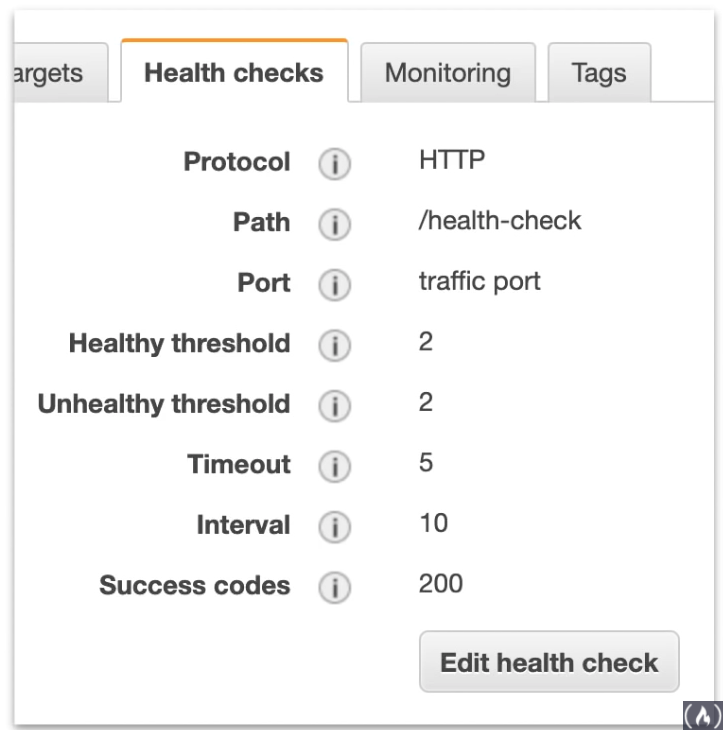 argets Health checks Monitoring Tags
Protocol HTTP
Path /health-check
Port traffic port
Healthy threshold 2
Unhealthy threshold 2
Timeout 5
Interval 10
Success codes 200
Edit health check